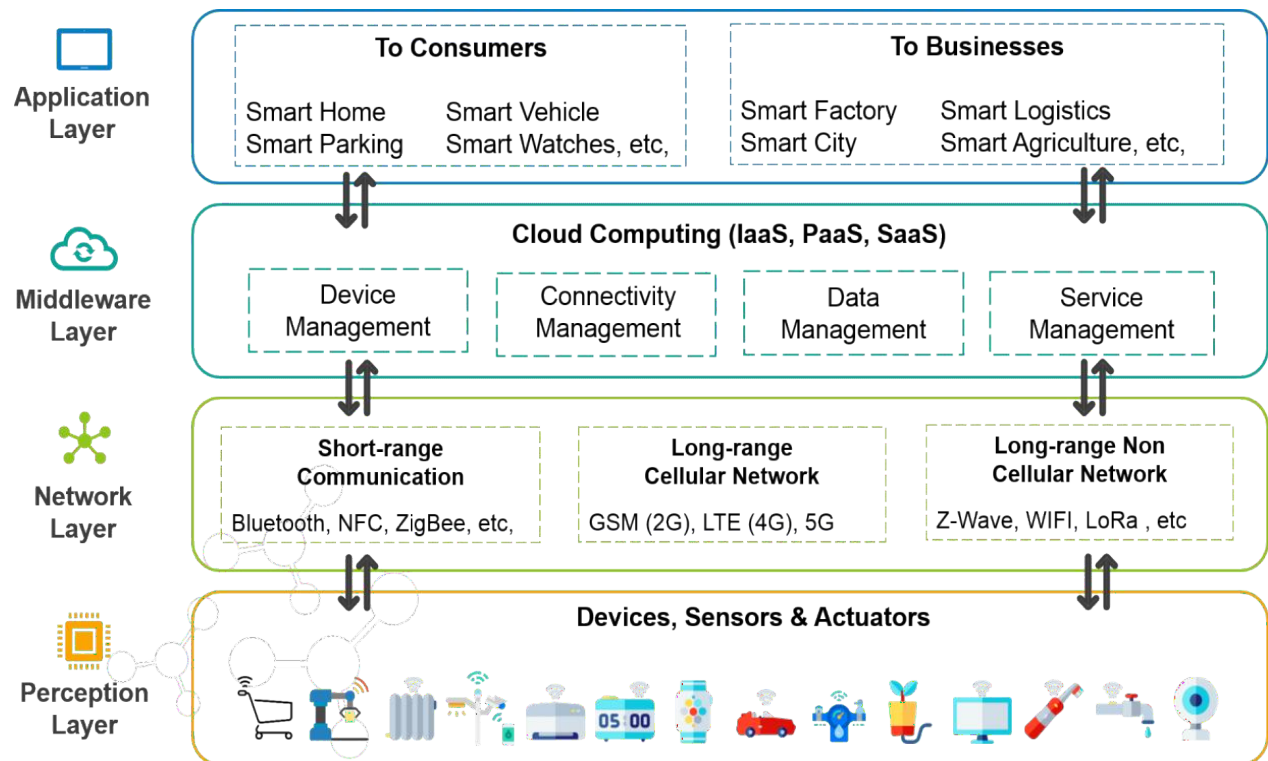 Application
Layer
To Consumers
Smart Home
Smart Vehicle
Smart Parking
Smart Watches, etc,
To Businesses
Smart Factory
Smart Logistics
Smart City
Smart Agriculture, etc,
Middleware
Layer
Cloud Computing (IaaS, PaaS, SaaS)
Device
Management
Connectivity
Management
Data
Management
Service
Management
Network
Layer
Short-range
Communication
Bluetooth, NFC, ZigBee, etc,
Long-range
Cellular Network
GSM (2G), LTE (4G), 5G
Long-range Non
Cellular Network
Z-Wave, WIFI, LoRa , etc
Perception
Layer
Devices, Sensors & Actuators
05:00